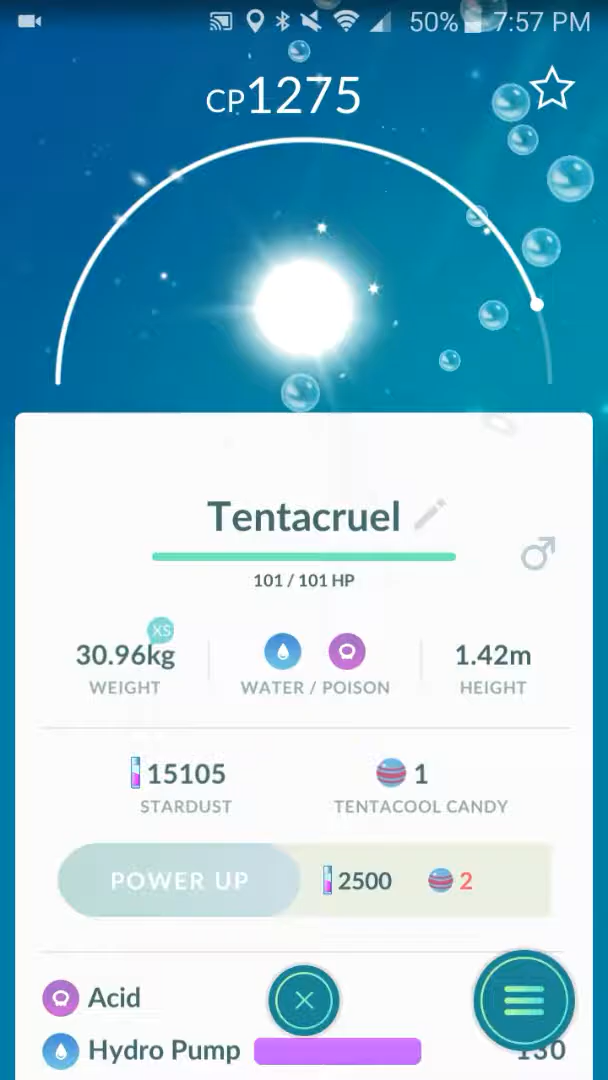 50% 7:57 PM
CP1275
Tentacruel
101 / 101 HP
XS
30.96kg
WEIGHT
WATER / POISON
1.42m
HEIGHT
15105
STARDUST
1
TENTACOOL CANDY
POWER UP
2500
2
Acid
Hydro Pump
130